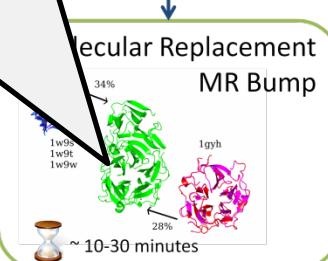 lecular Replacement
MR Bump
34%
1w9s
1w9t
1w9w
1gyh
28%
~ 10-30 minutes